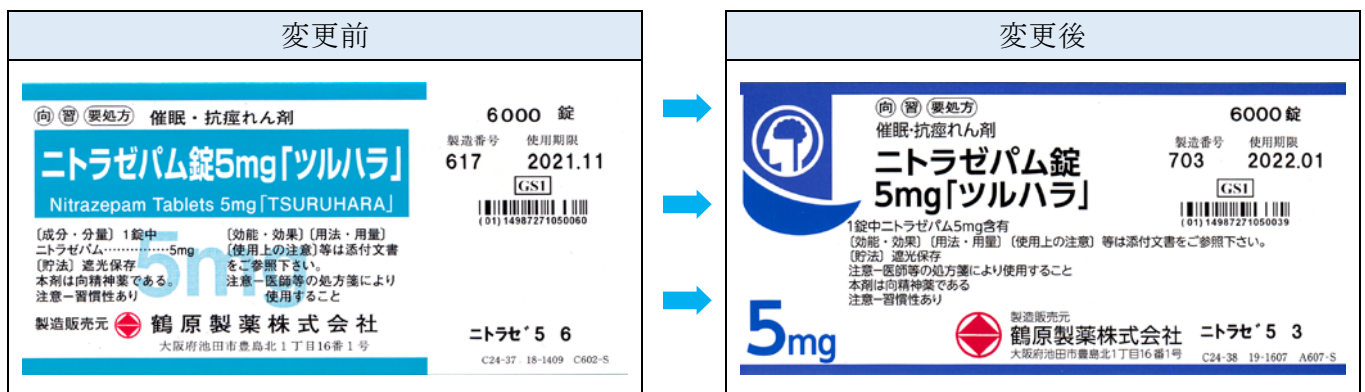 変更前
向 習 要処方 催眠・抗痙れん剤
ニトラゼパム錠5mg「ツルハラ」
Nitrazepam Tablets 5mg「TSURUHARA」
〔成分・分量〕1錠中
ニトラゼパム……………5mg
〔貯法〕遮光保存
本剤は向精神薬である。
注意－習慣性あり
〔効能・効果〕〔用法・用量〕
〔使用上の注意〕等は添付文書
をご参照下さい。
注意－医師等の処方箋により
使用すること
5mg
製造販売元 鶴原製薬株式会社
大阪府池田市豊島北1丁目16番1号
6000 錠
製造番号 使用期限
617 2021.11
GS1
(01)14987271050060
ニトラゼ 5 6
C24-37 18-1409 C602-S
変更後
向 習 要処方
催眠・抗痙れん剤
ニトラゼパム錠
5mg「ツルハラ」
1錠中ニトラゼパム5mg含有
〔効能・効果〕〔用法・用量〕〔使用上の注意〕等は添付文書をご参照下さい。
〔貯法〕遮光保存
注意－医師等の処方箋により使用すること
本剤は向精神薬である
注意－習慣性あり
5mg
製造販売元
鶴原製薬株式会社
大阪府池田市豊島北1丁目16番1号
6000 錠
製造番号 使用期限
703 2022.01
GS1
(01)14987271050039
ニトラゼ 5 3
C24-38 19-1607 A607-S